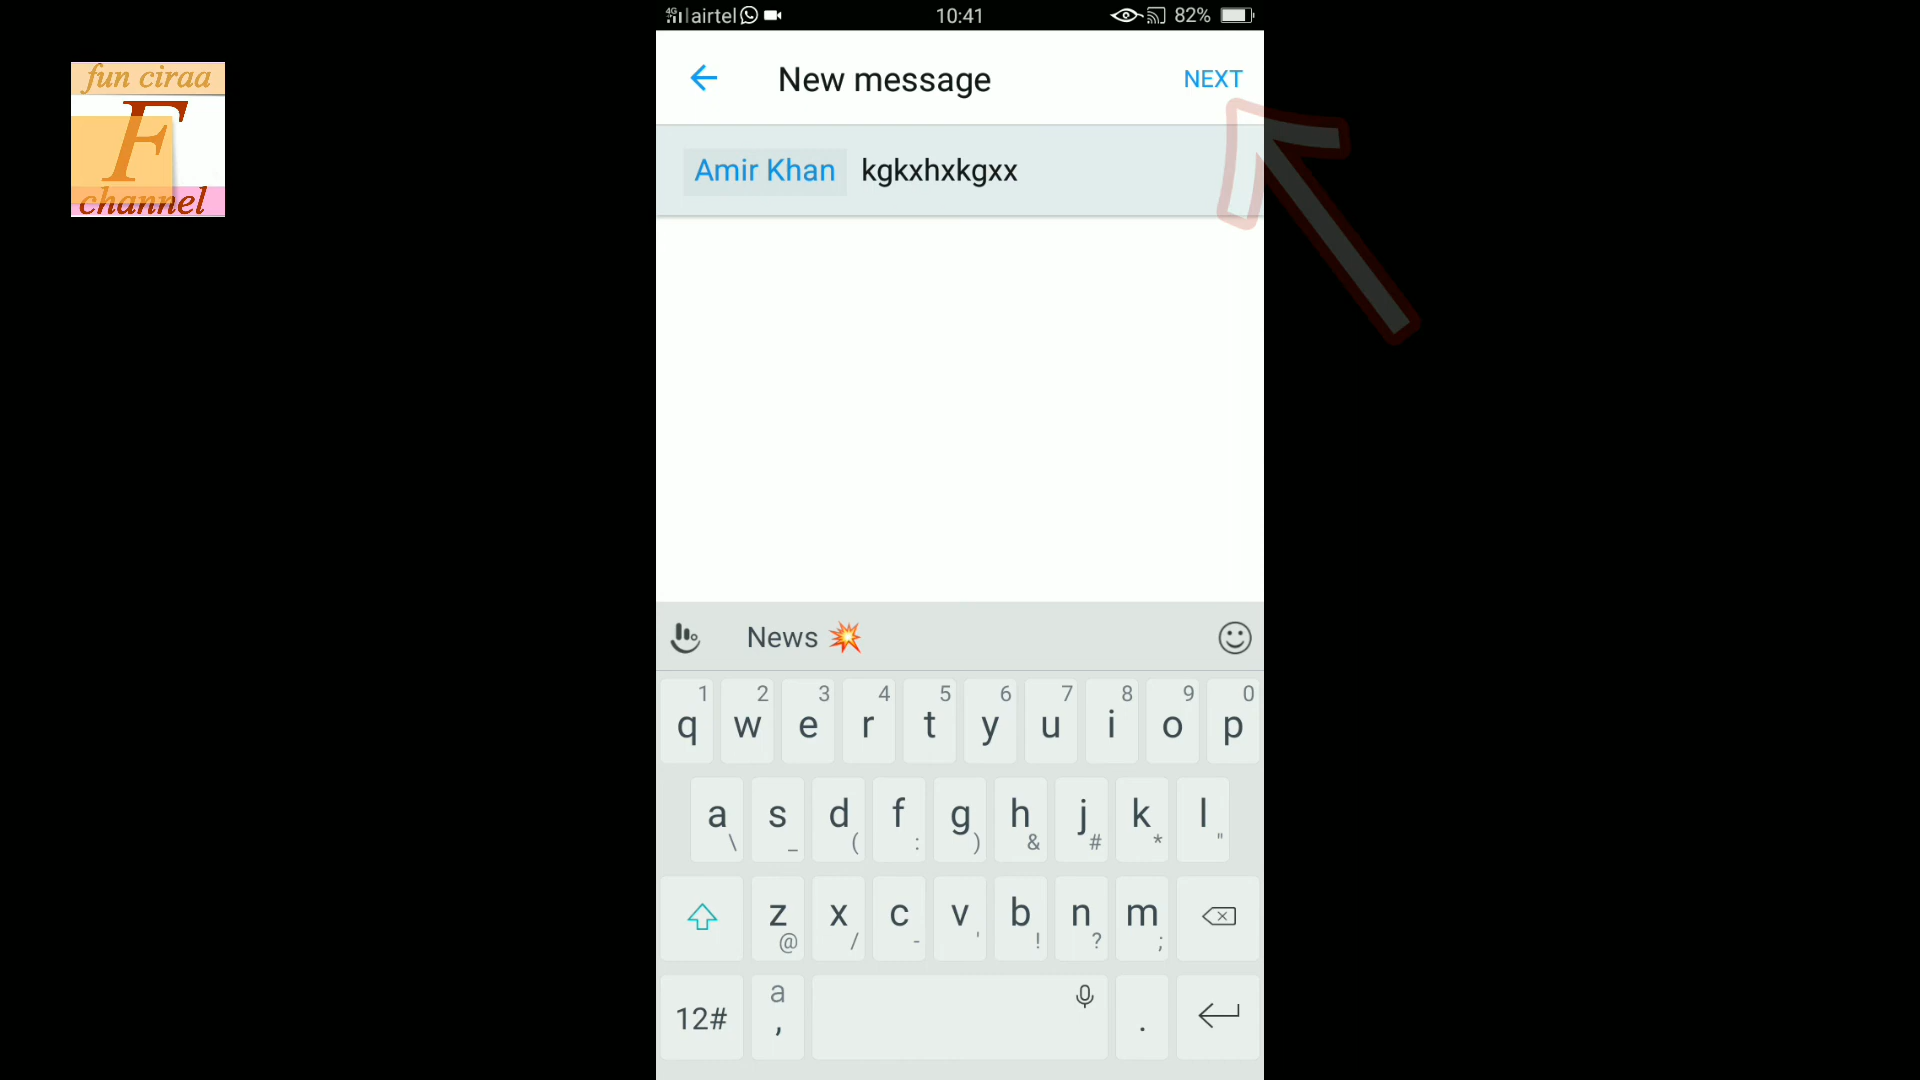 fun ciraa
F
channel
4G airtel 10:41 82%
New message NEXT
Amir Khan kgkxhxkgxx
News 💥
1 2 3 4 5 6 7 8 9 0
q w e r t y u i o p
a s d f g h j k l
\ _ ( : ) & # * "
z x c v b n m
@ / - ' ! ? ;
a
12# , .